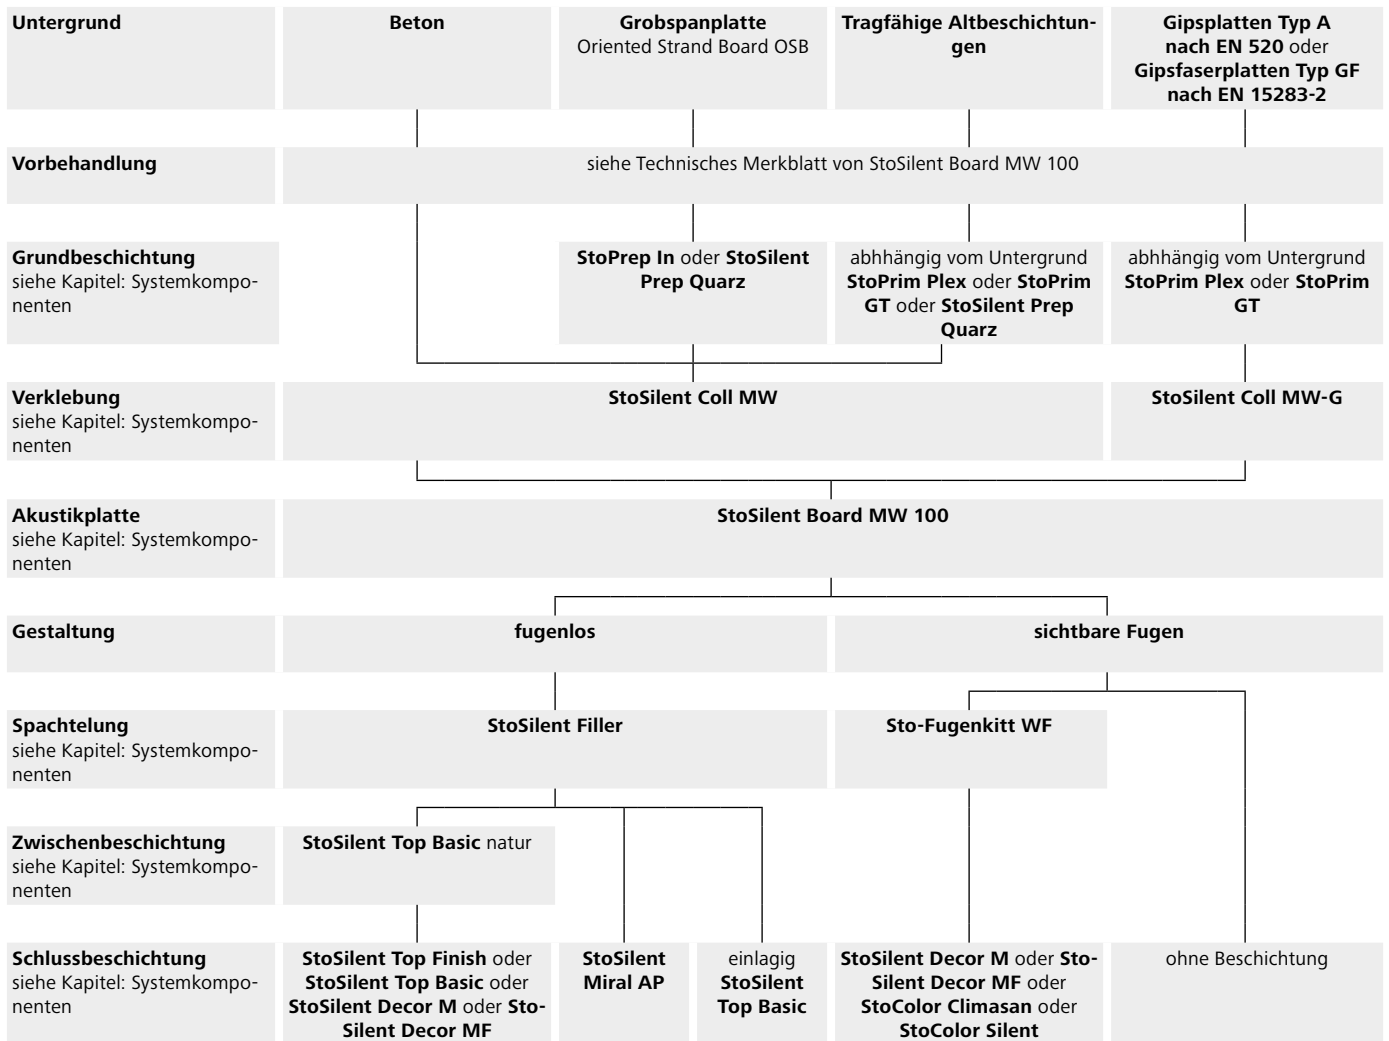 Untergrund
Beton
Grobspanplatte
Oriented Strand Board OSB
Tragfähige Altbeschichtun-
gen
Gipsplatten Typ A
nach EN 520 oder
Gipsfaserplatten Typ GF
nach EN 15283-2
Vorbehandlung
siehe Technisches Merkblatt von StoSilent Board MW 100
Grundbeschichtung
siehe Kapitel: Systemkompo-
nenten
StoPrep In oder StoSilent
Prep Quarz
abhhängig vom Untergrund
StoPrim Plex oder StoPrim
GT oder StoSilent Prep
Quarz
abhhängig vom Untergrund
StoPrim Plex oder StoPrim
GT
Verklebung
siehe Kapitel: Systemkompo-
nenten
StoSilent Coll MW
StoSilent Coll MW-G
Akustikplatte
siehe Kapitel: Systemkompo-
nenten
StoSilent Board MW 100
Gestaltung
fugenlos
sichtbare Fugen
Spachtelung
siehe Kapitel: Systemkompo-
nenten
StoSilent Filler
Sto-Fugenkitt WF
Zwischenbeschichtung
siehe Kapitel: Systemkompo-
nenten
StoSilent Top Basic natur
Schlussbeschichtung
siehe Kapitel: Systemkompo-
nenten
StoSilent Top Finish oder
StoSilent Top Basic oder
StoSilent Decor M oder Sto-
Silent Decor MF
StoSilent
Miral AP
einlagig
StoSilent
Top Basic
StoSilent Decor M oder Sto-
Silent Decor MF oder
StoColor Climasan oder
StoColor Silent
ohne Beschichtung